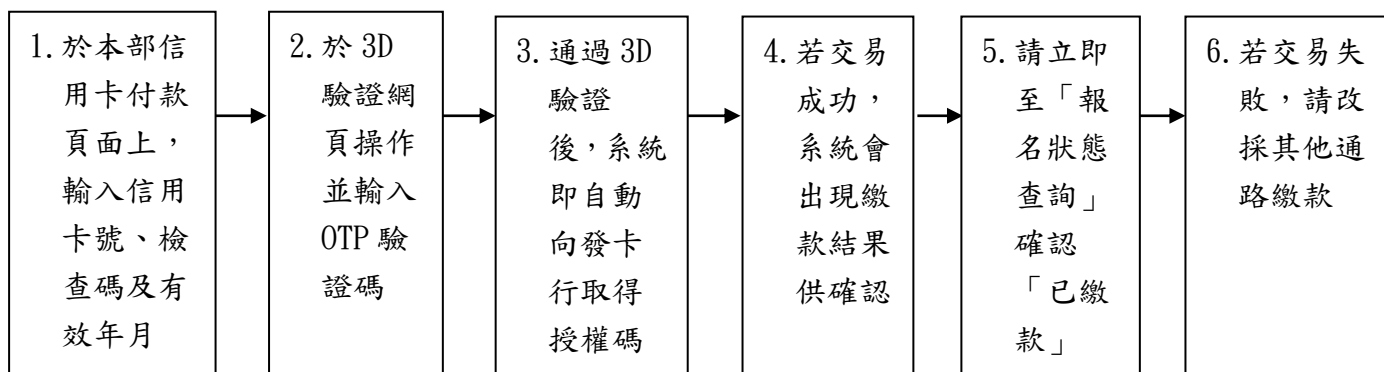 1.於本部信
用卡付款
頁面上，
輸入信用
卡號、檢
查碼及有
效年月
2.於 3D
驗證網
頁操作
並輸入
OTP 驗
證碼
3.通過 3D
驗證
後，系統
即自動
向發卡
行取得
授權碼
4.若交易
成功，
系統會
出現繳
款結果
供確認
5.請立即
至「報
名狀態
查詢」
確認
「已繳
款」
6.若交易失
敗，請改
採其他通
路繳款